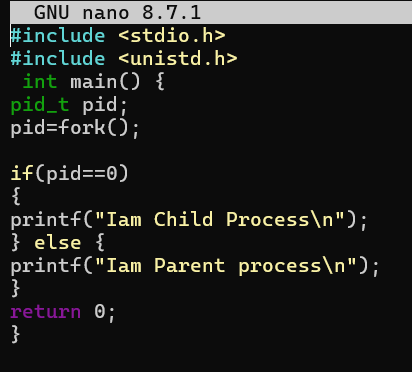 GNU nano 8.7.1
#include <stdio.h>
#include <unistd.h>
 int main() {
pid_t pid;
pid=fork();

if(pid==0)
{
printf("Iam Child Process\n");
} else {
printf("Iam Parent process\n");
}
return 0;
}